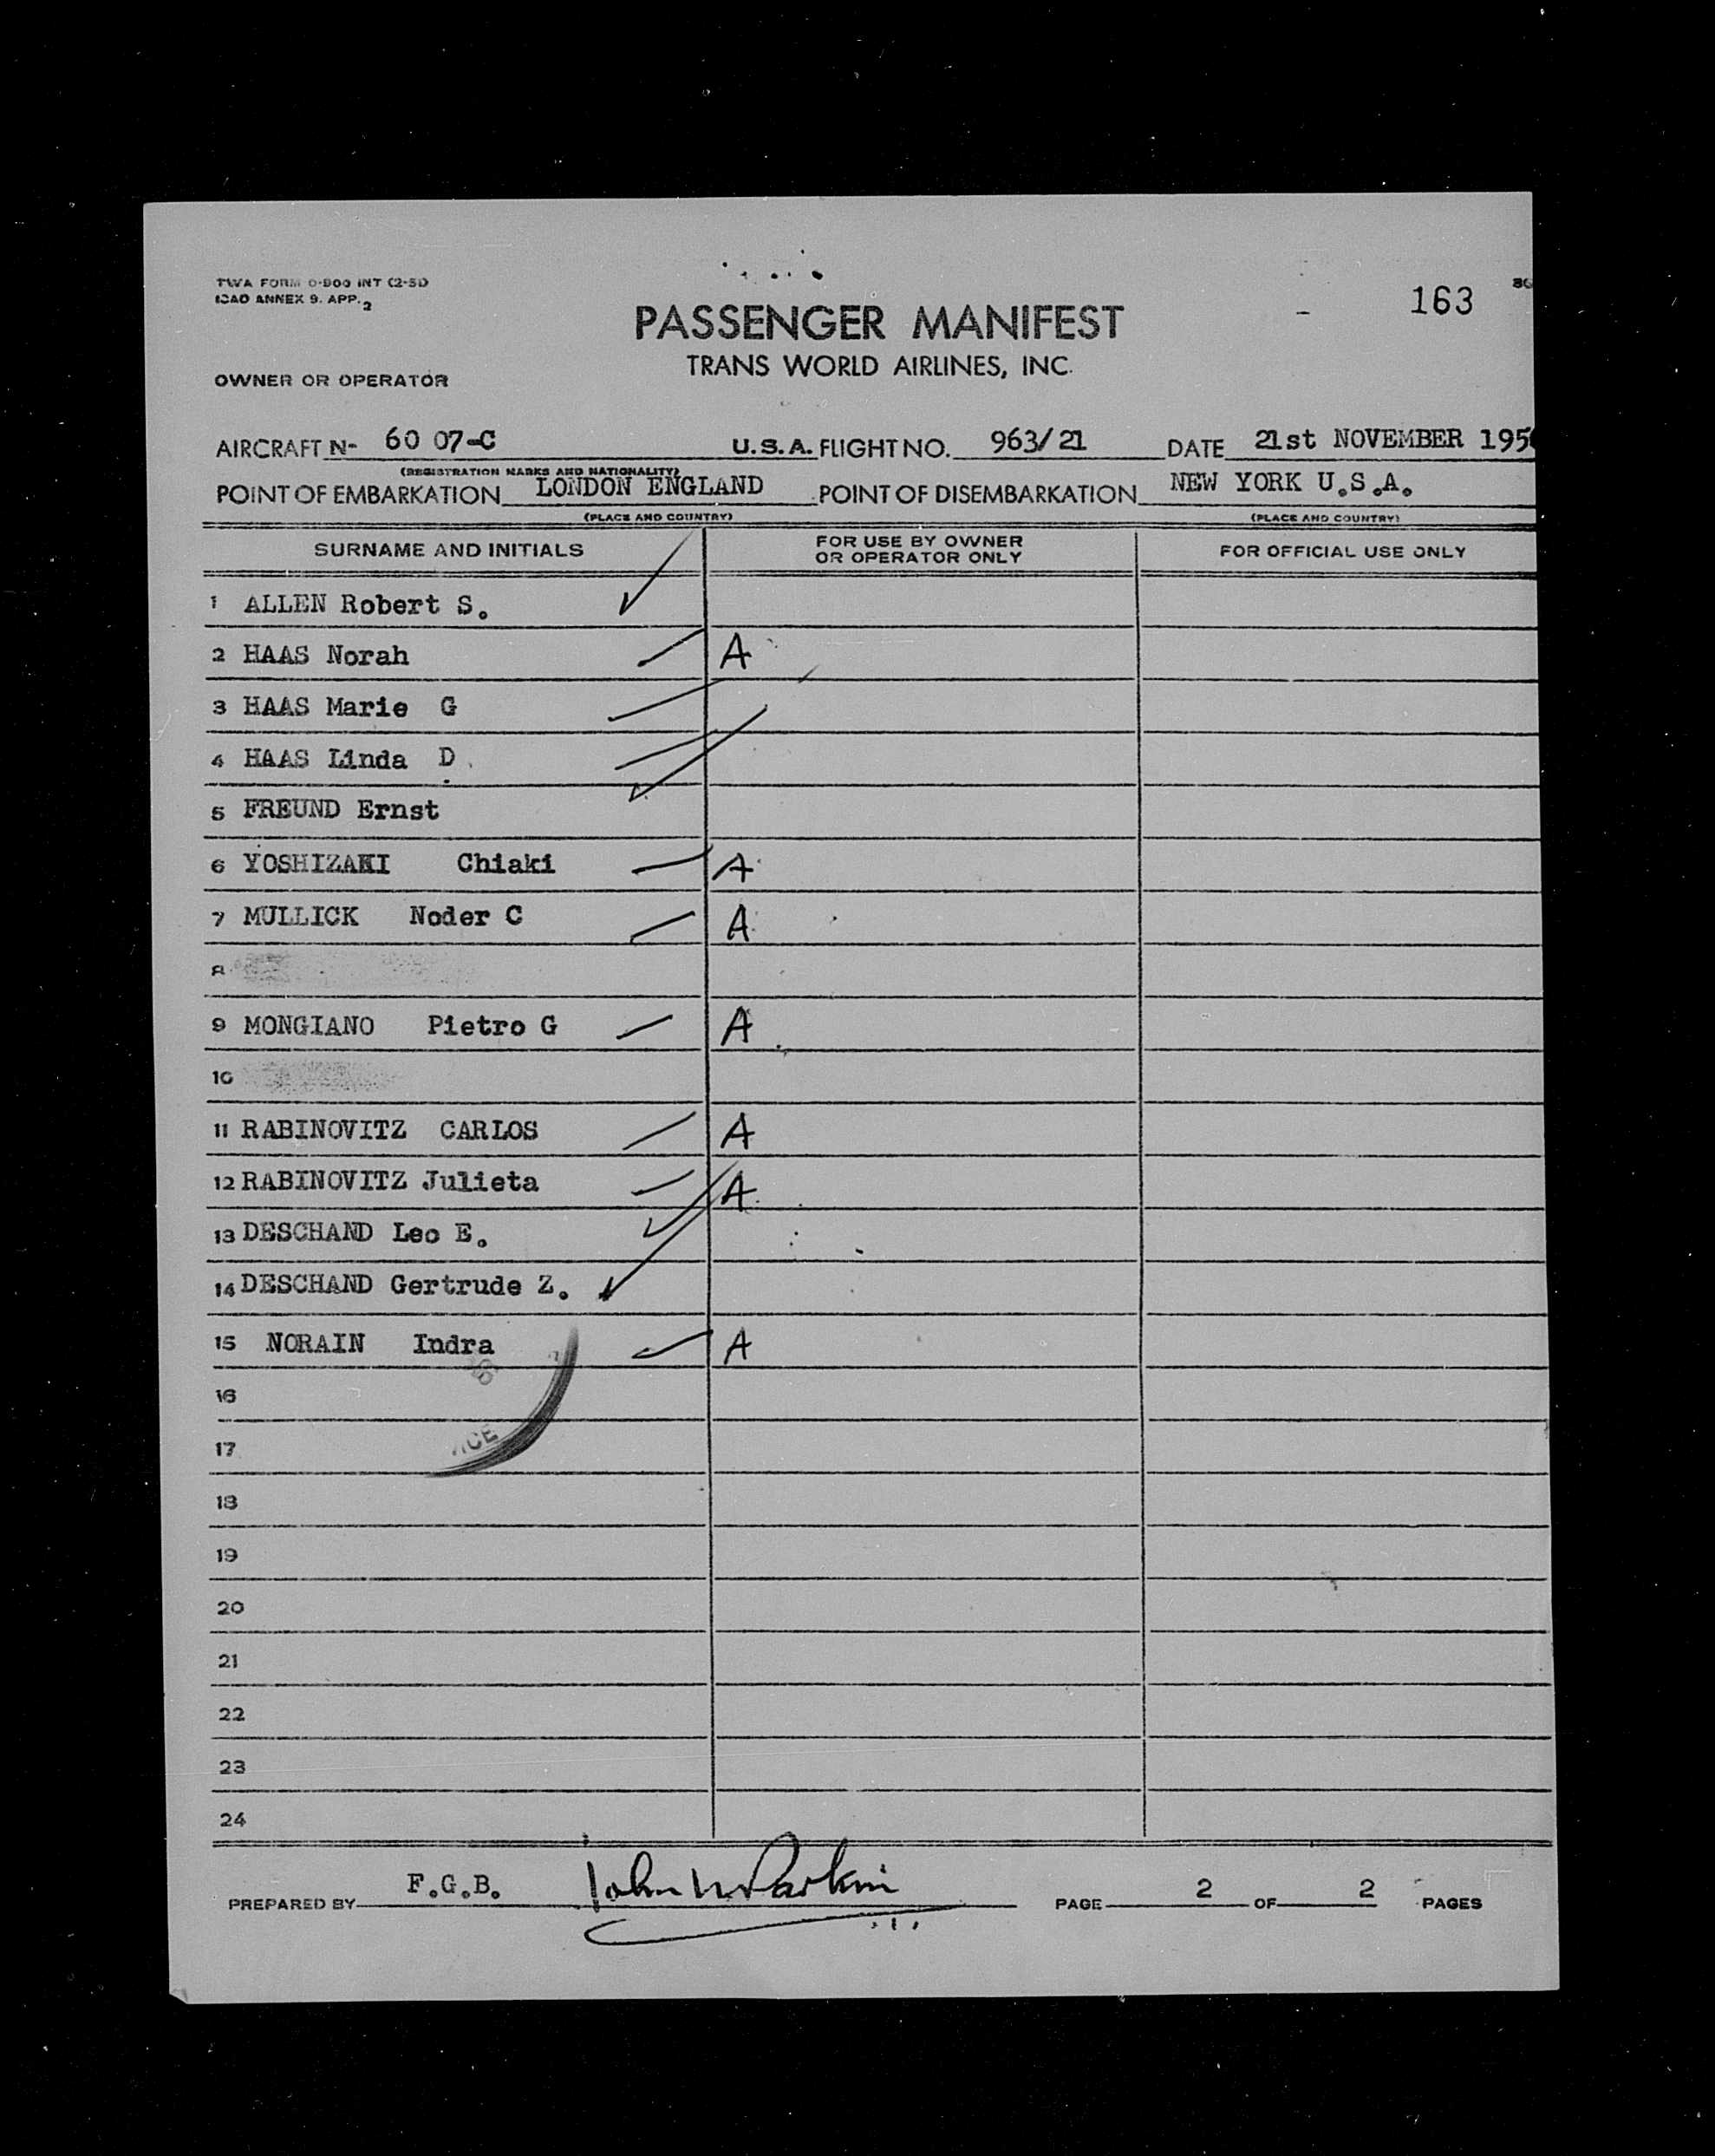 TWA FORM O-900 INT (2-51)
ICAO ANNEX 9. APP. 2
163
PASSENGER MANIFEST
TRANS WORLD AIRLINES, INC.
OWNER OR OPERATOR
AIRCRAFT N- 60 07-C U.S.A. FLIGHT NO. 963/21 DATE 21st NOVEMBER 195
(REGISTRATION MARKS AND NATIONALITY)
POINT OF EMBARKATION LONDON ENGLAND POINT OF DISEMBARKATION NEW YORK U.S.A.
(PLACE AND COUNTRY) (PLACE AND COUNTRY)
SURNAME AND INITIALS FOR USE BY OWNER OR OPERATOR ONLY FOR OFFICIAL USE ONLY
1 ALLEN Robert S.
2 HAAS Norah A
3 HAAS Marie G
4 HAAS Linda D.
5 FREUND Ernst
6 YOSHIZAKI Chiaki A
7 MULLICK Noder C A
8
9 MONGIANO Pietro G A
10
11 RABINOVITZ CARLOS A
12 RABINOVITZ Julieta A
13 DESCHAND Leo E.
14 DESCHAND Gertrude Z.
15 NORAIN Indra A
16
17
18
19
20
21
22
23
24
PREPARED BY F.G.B. PAGE 2 OF 2 PAGES